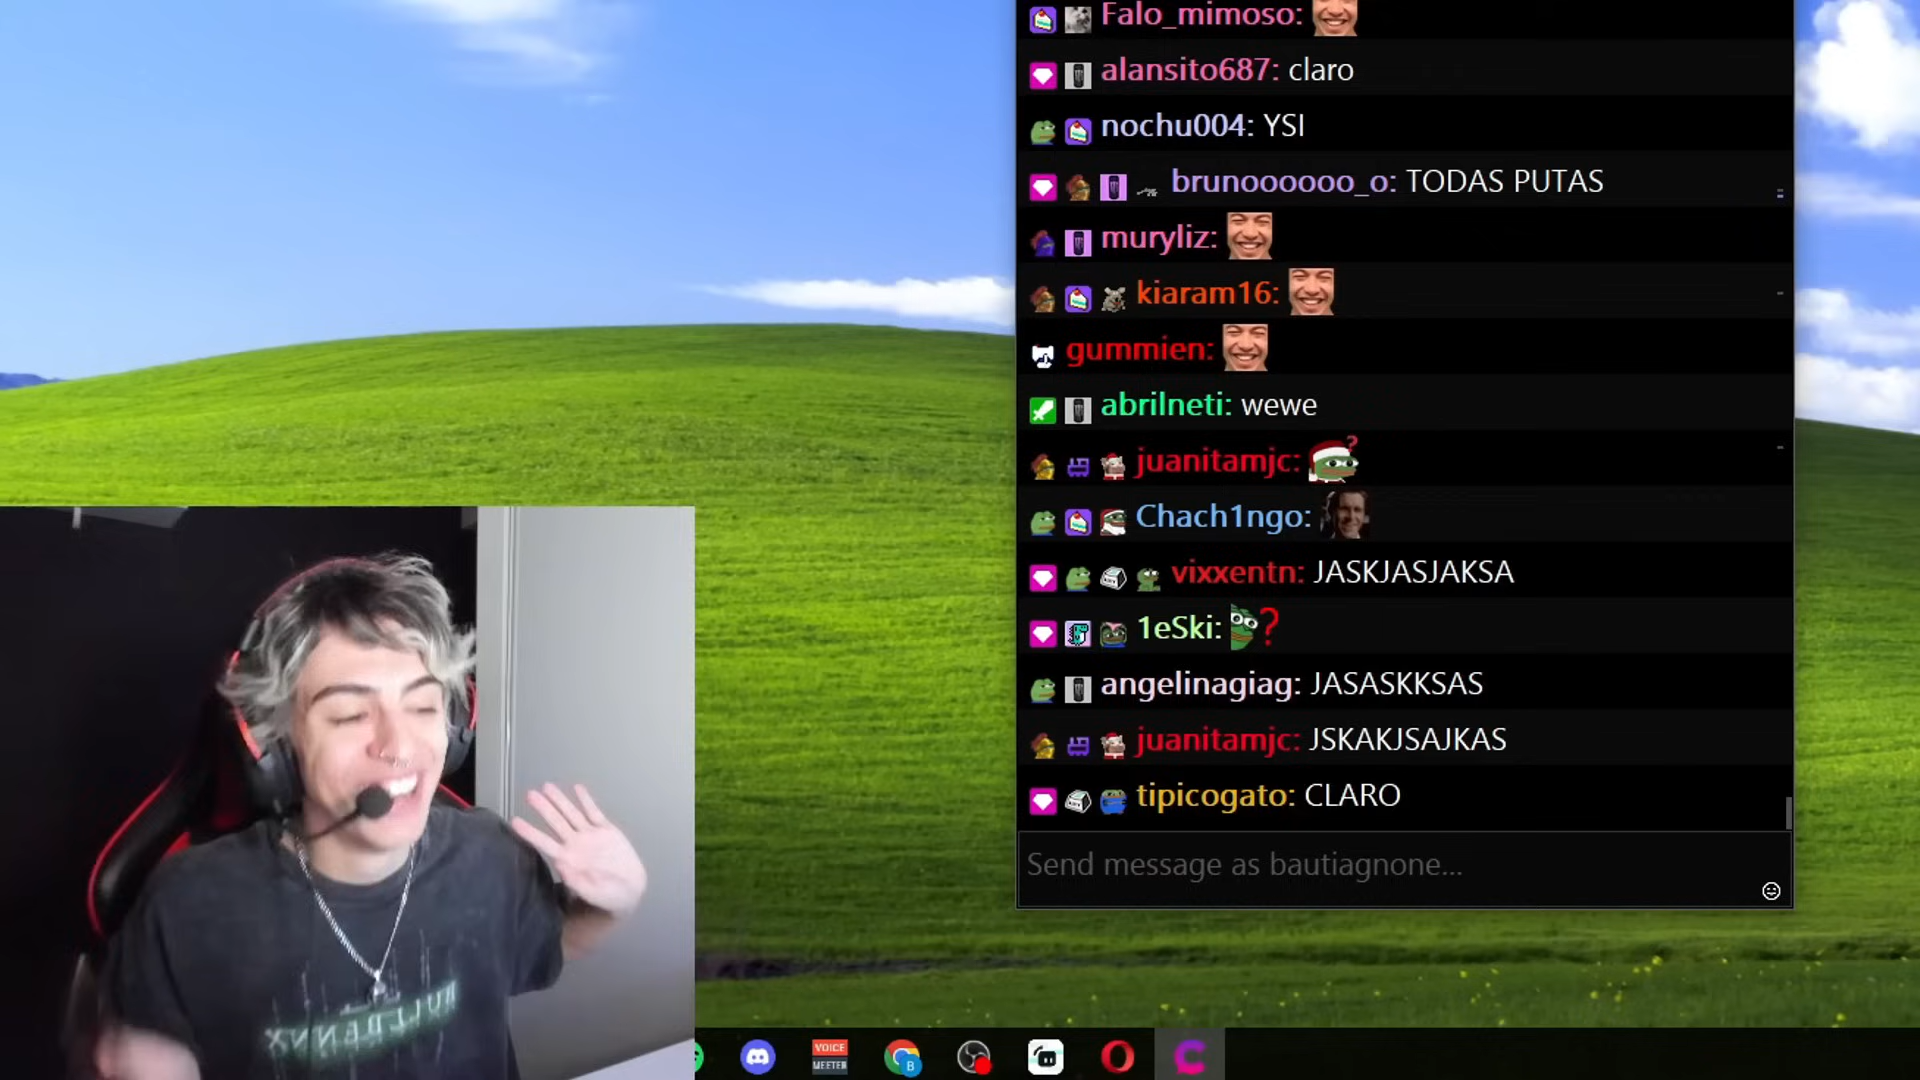 Falo_mimoso:
alansito687: claro
nochu004: YSI
brunoooooo_o: TODAS PUTAS
muryliz:
kiaram16:
gummien:
abrilneti: wewe
juanitamjc:
Chach1ngo:
vixxentn: JASKJASJAKSA
1eSki:
angelinagiag: JASASKKSAS
juanitamjc: JSKAKJSAJKAS
tipicogato: CLARO
Send message as bautiagnone...
VOICE
MEETER
B